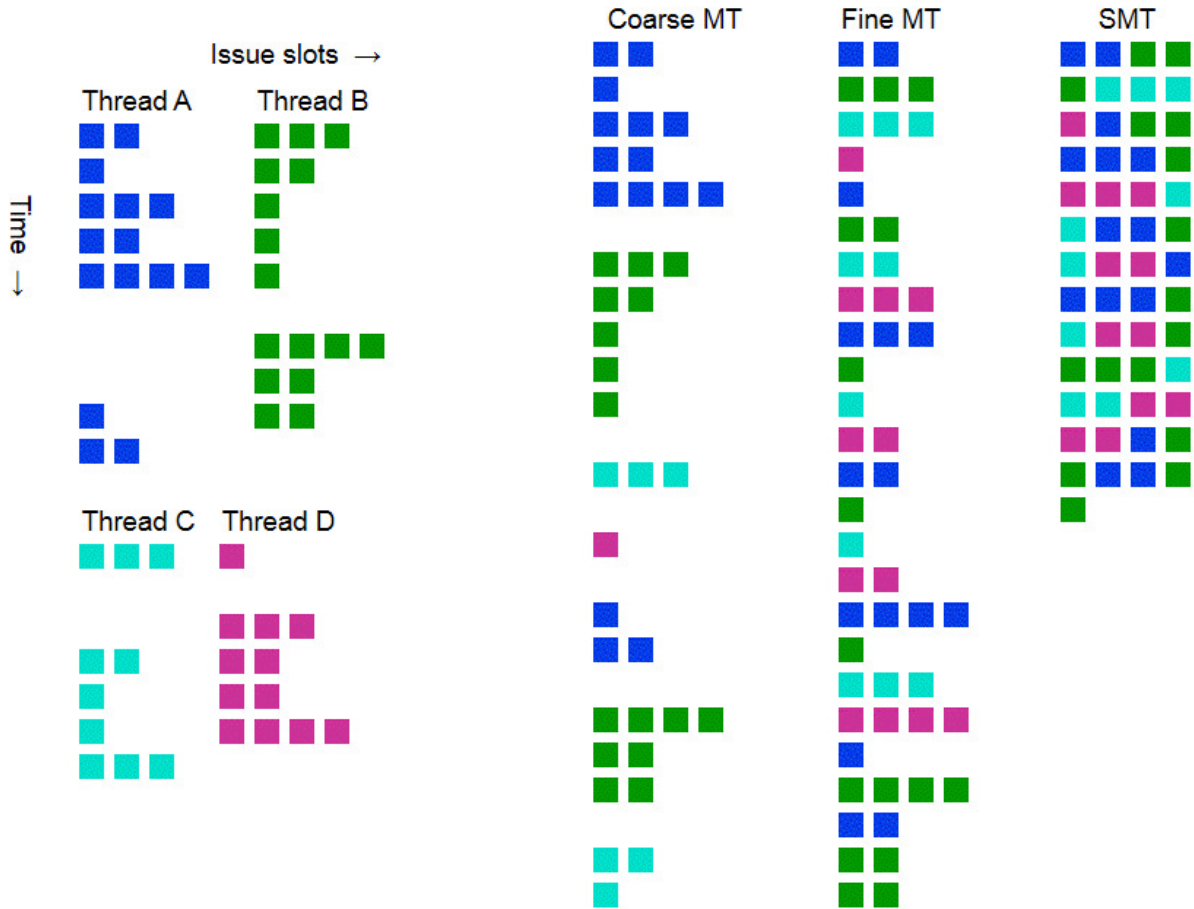 Issue slots →
Thread A
Thread B
Time →
Thread C
Thread D
Coarse MT
Fine MT
SMT